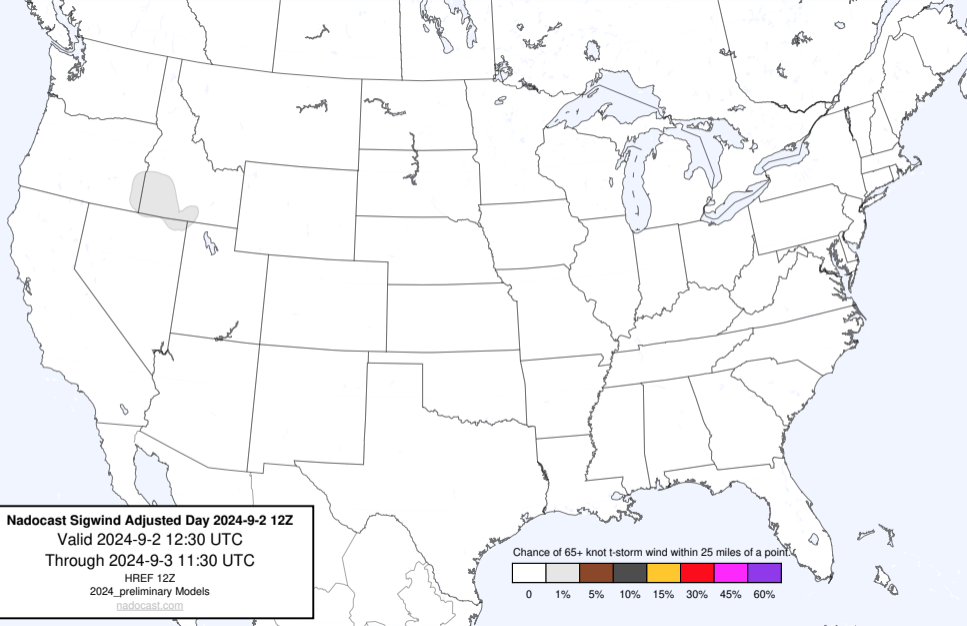 Nadocast Sigwind Adjusted Day 2024-9-2 12Z
Valid 2024-9-2 12:30 UTC
Through 2024-9-3 11:30 UTC
HREF 12Z
2024_preliminary Models
nadocast.com
Chance of 65+ knot t-storm wind within 25 miles of a point.
0 1% 5% 10% 15% 30% 45% 60%